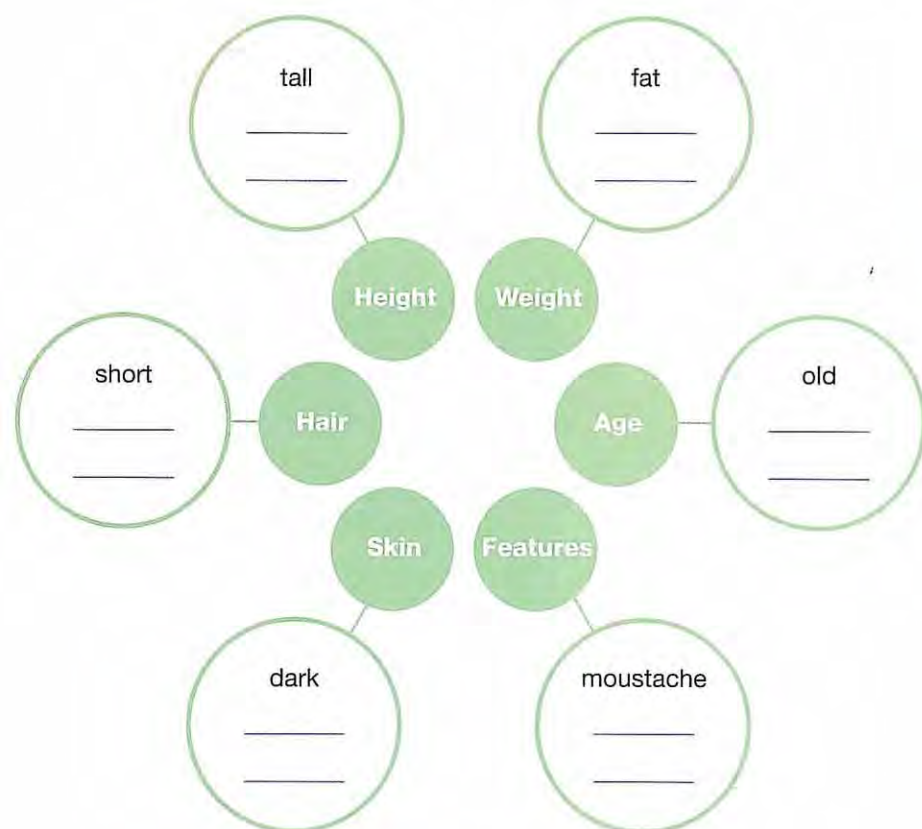 tall
fat
Height
Weight
short
old
Hair
Age
Skin
Features
dark
moustache